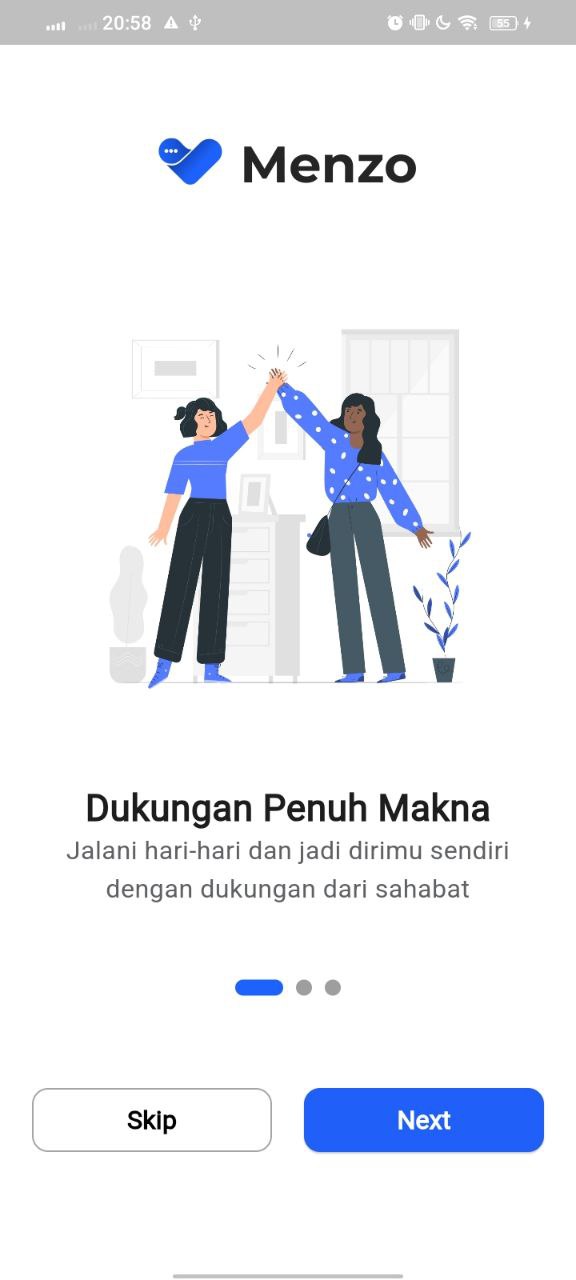 20:58
55
Menzo
Dukungan Penuh Makna
Jalani hari-hari dan jadi dirimu sendiri
dengan dukungan dari sahabat
Skip
Next